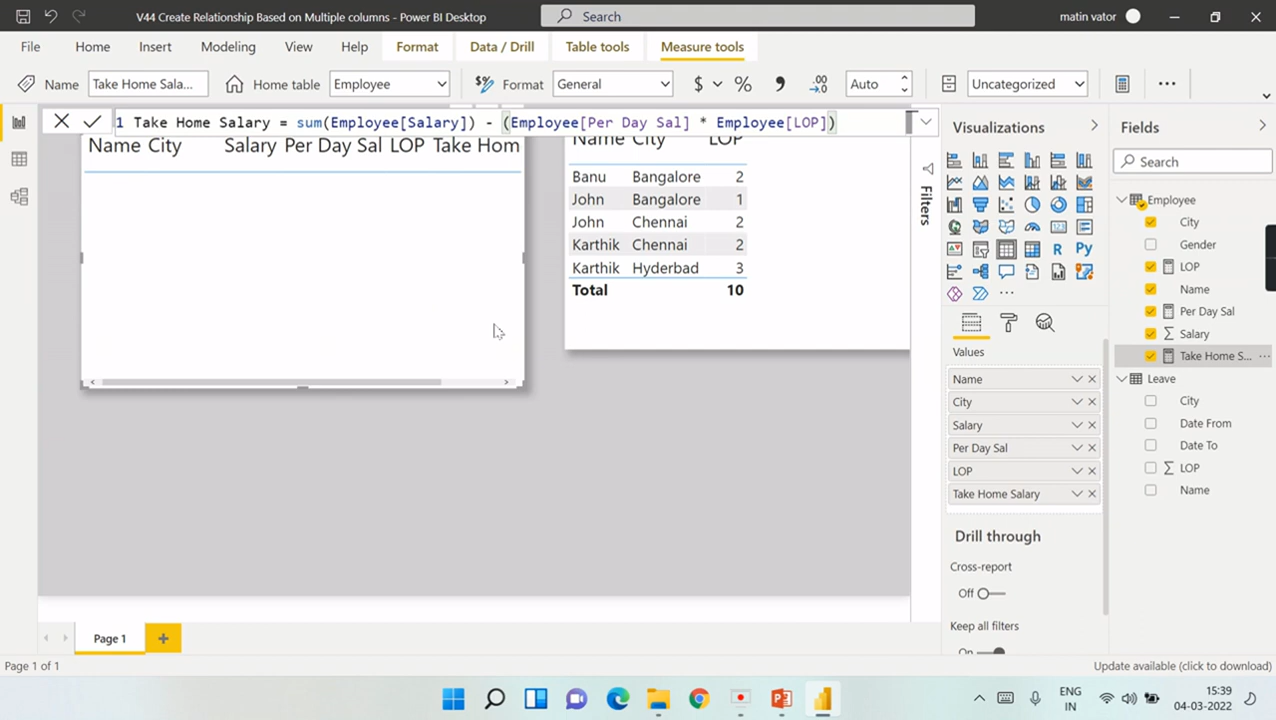 V44 Create Relationship Based on Multiple columns - Power BI Desktop
Search
matin vator
File
Home
Insert
Modeling
View
Help
Format
Data / Drill
Table tools
Measure tools
Name
Take Home Sala...
Home table
Employee
Format
General
$
%
,
.00
Auto
Uncategorized
...
1 Take Home Salary = sum(Employee[Salary]) - (Employee[Per Day Sal] * Employee[LOP])
Name City Salary Per Day Sal LOP Take Hom
Name City LOP
Banu Bangalore 2
John Bangalore 1
John Chennai 2
Karthik Chennai 2
Karthik Hyderbad 3
Total 10
Filters
Visualizations
R
Py
123
...
Values
Name
City
Salary
Per Day Sal
LOP
Take Home Salary
Drill through
Cross-report
Off
Keep all filters
On
Fields
Search
Employee
City
Gender
LOP
Name
Per Day Sal
Salary
Take Home S... ...
Leave
City
Date From
Date To
LOP
Name
Page 1
+
Page 1 of 1
Update available (click to download)
ENG
IN
15:39
04-03-2022